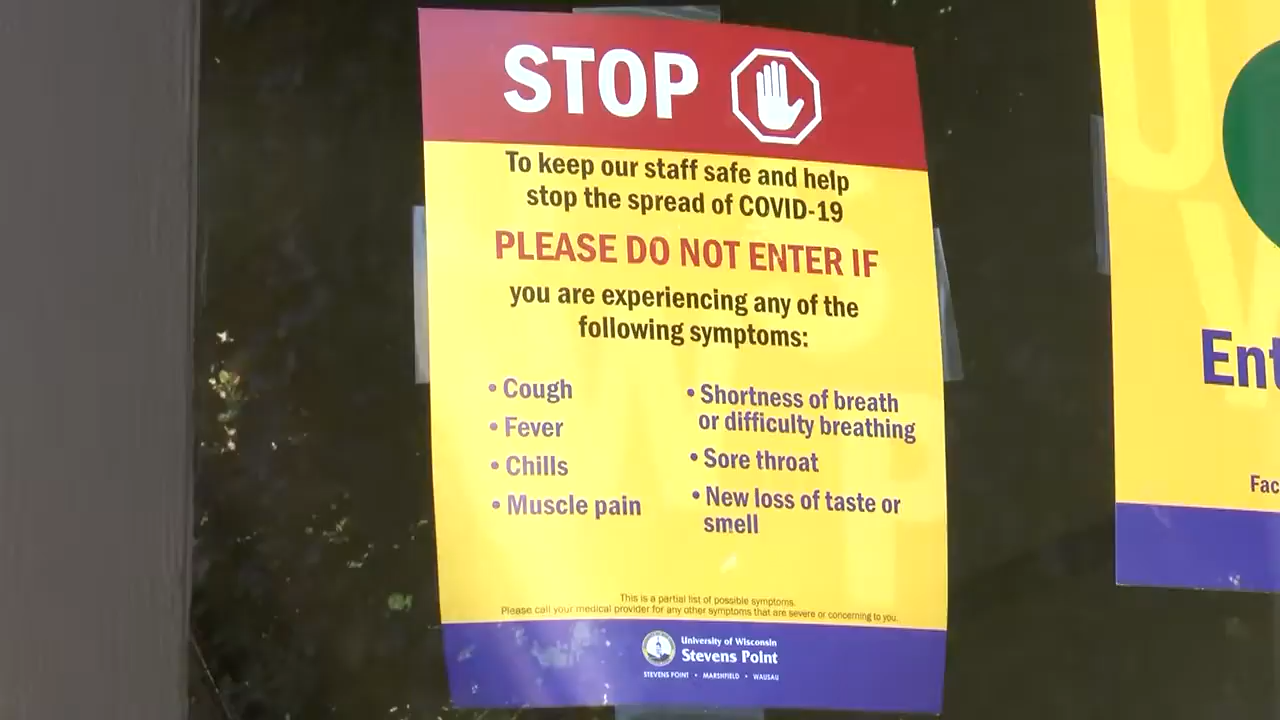 STOP
To keep our staff safe and help
stop the spread of COVID-19
PLEASE DO NOT ENTER IF
you are experiencing any of the
following symptoms:
• Cough
• Fever
• Chills
• Muscle pain
• Shortness of breath
or difficulty breathing
• Sore throat
• New loss of taste or
smell
This is a partial list of possible symptoms.
Please call your medical provider for any other symptoms that are severe or concerning to you.
University of Wisconsin
Stevens Point
STEVENS POINT • MARSHFIELD • WAUSAU